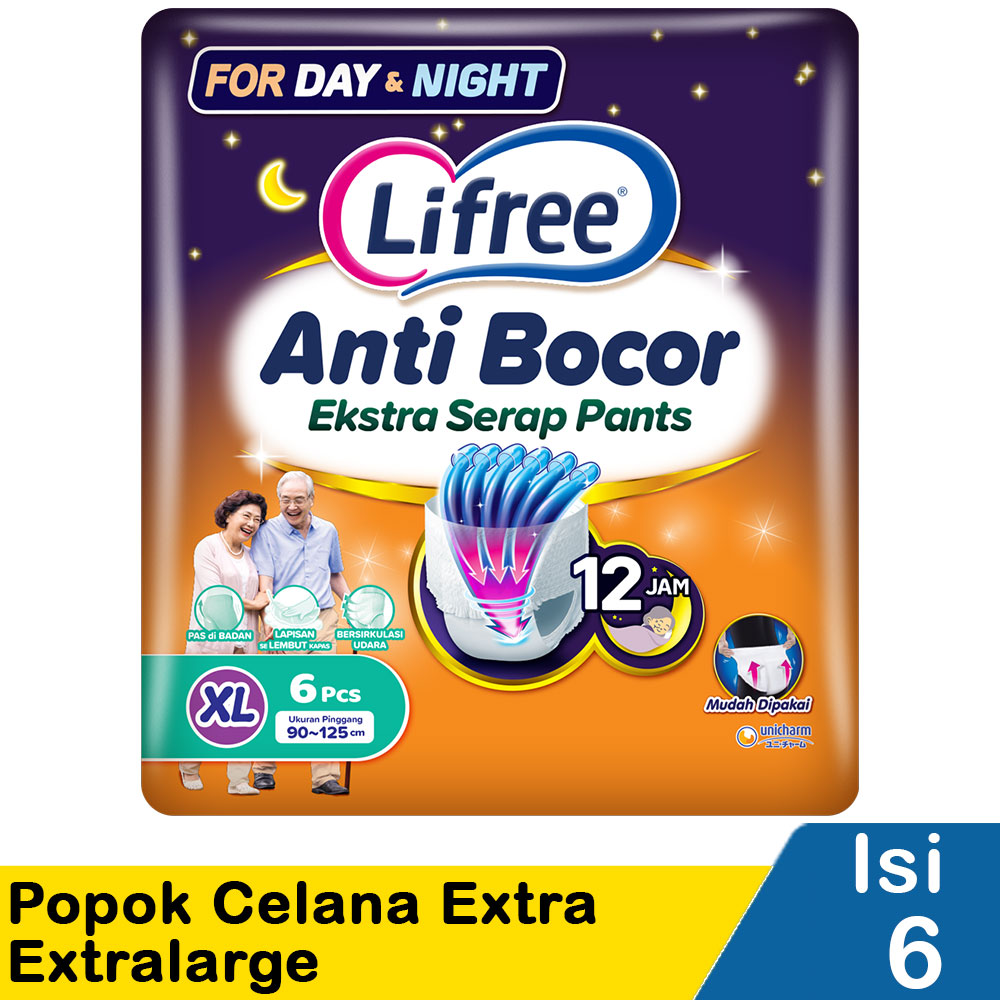 FOR DAY & NIGHT
Lifree®
Anti Bocor
Ekstra Serap Pants
12 JAM
PAS di BADAN
LAPISAN
se LEMBUT KAPAS
BERSIRKULASI
UDARA
XL
6 Pcs
Ukuran Pinggang
90~125 cm
Mudah Dipakai
unicharm
ユニ・チャーム
Popok Celana Extra
Extralarge
Isi
6